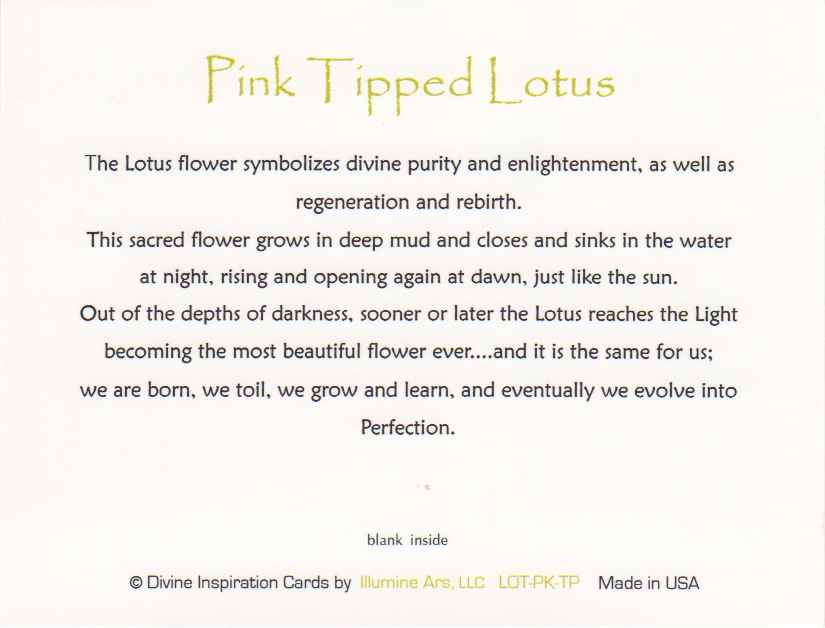 Pink Tipped Lotus
The Lotus flower symbolizes divine purity and enlightenment, as well as
regeneration and rebirth.
This sacred flower grows in deep mud and closes and sinks in the water
at night, rising and opening again at dawn, just like the sun.
Out of the depths of darkness, sooner or later the Lotus reaches the Light
becoming the most beautiful flower ever....and it is the same for us;
we are born, we toil, we grow and learn, and eventually we evolve into
Perfection.
blank inside
© Divine Inspiration Cards by Illumine Ars, LLC LOT-PK-TP Made in USA